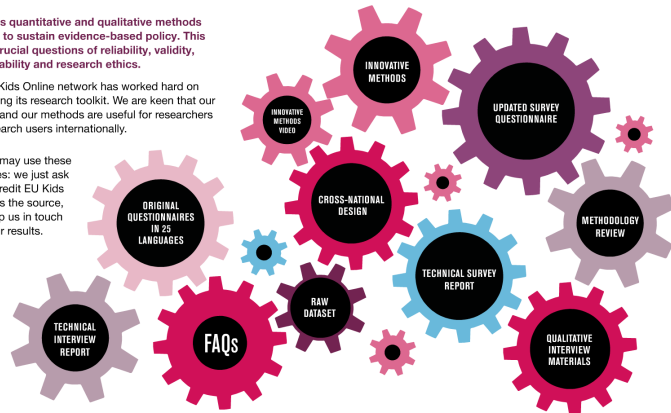 s quantitative and qualitative methods
to sustain evidence-based policy. This
rucial questions of reliability, validity,
ability and research ethics.
Kids Online network has worked hard on
ing its research toolkit. We are keen that our
and our methods are useful for researchers
earch users internationally.
may use these
es: we just ask
redit EU Kids
s the source,
p us in touch
r results.
INNOVATIVE
METHODS
INNOVATIVE
METHODS
VIDEO
UPDATED SURVEY
QUESTIONNAIRE
ORIGINAL
QUESTIONNAIRES
IN 25
LANGUAGES
CROSS-NATIONAL
DESIGN
METHODOLOGY
REVIEW
TECHNICAL SURVEY
REPORT
RAW
DATASET
TECHNICAL
INTERVIEW
REPORT
FAQs
QUALITATIVE
INTERVIEW
MATERIALS